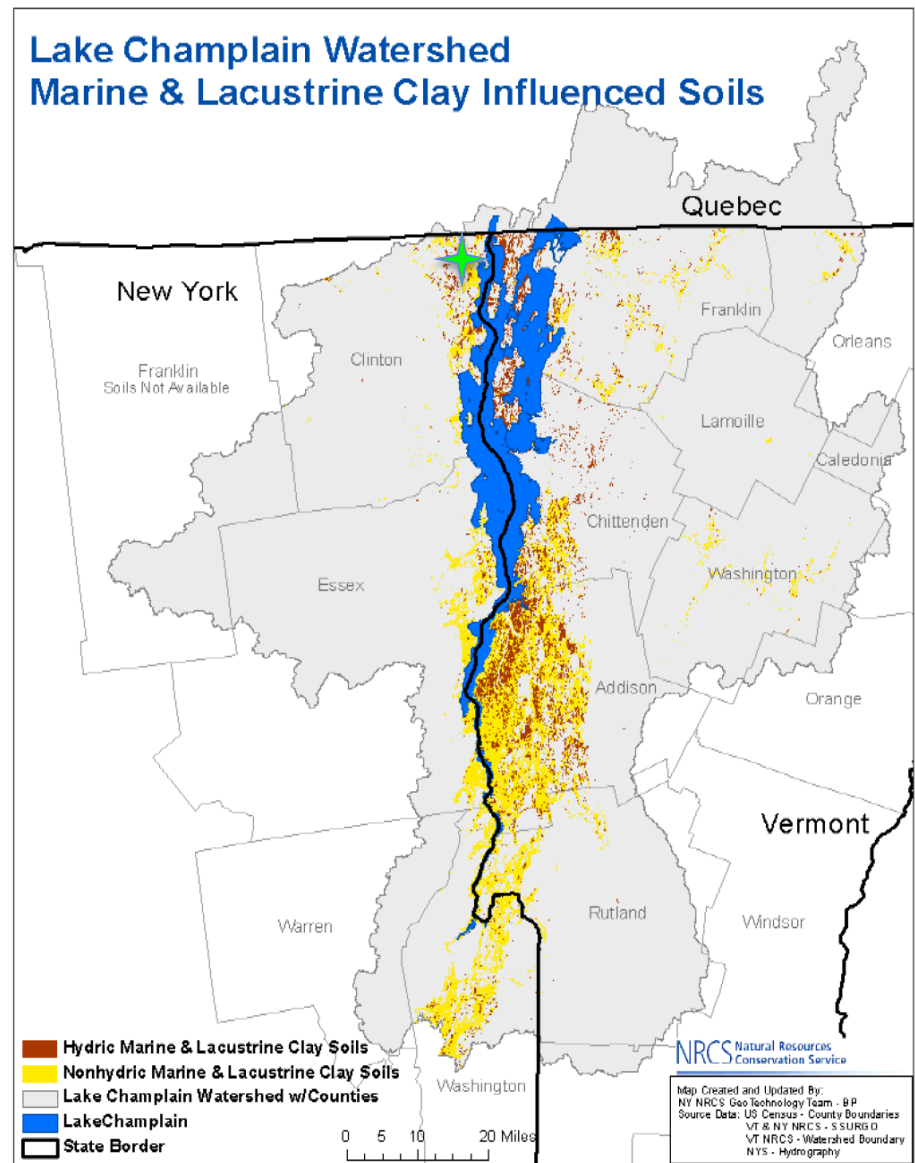 Lake Champlain Watershed
Marine & Lacustrine Clay Influenced Soils
Quebec
New York
Franklin
Orleans
Franklin
Soils Not Available
Clinton
Lamoille
Caledonia
Chittenden
Essex
Washington
Addison
Orange
Vermont
Warren
Rutland
Windsor
Washington
Hydric Marine & Lacustrine Clay Soils
Nonhydric Marine & Lacustrine Clay Soils
Lake Champlain Watershed w/Counties
LakeChamplain
State Border
0 5 10 20 Miles
NRCS Natural Resources
Conservation Service
Map Created and Updated By:
NY NRCS GeoTechnology Team - BP
Source Data: US Census - County Boundaries
VT & NY NRCS - SSURGO
VT NRCS - Watershed Boundary
NYS - Hydrography